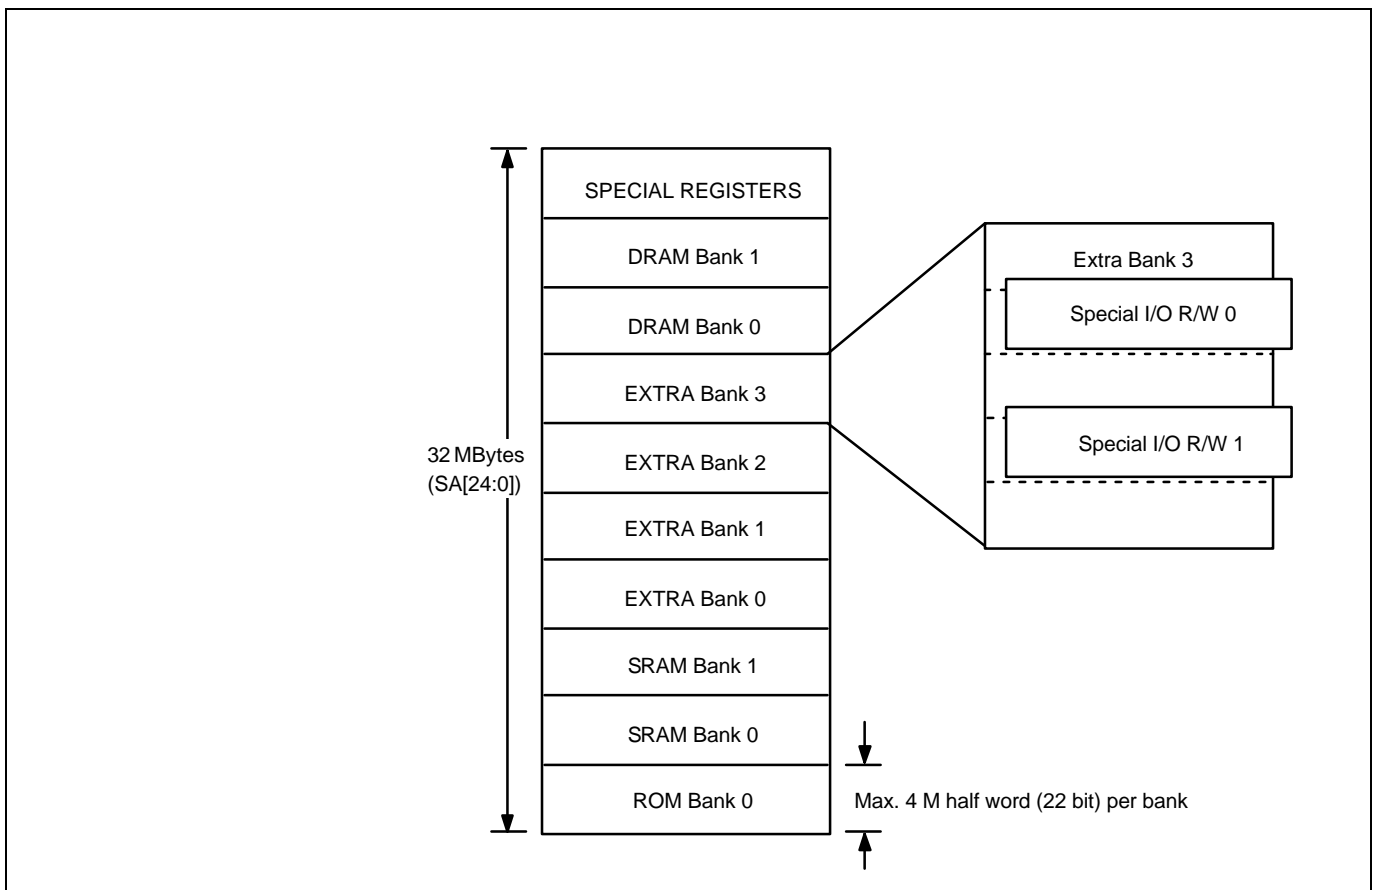 SPECIAL REGISTERS
DRAM Bank 1
DRAM Bank 0
EXTRA Bank 3
EXTRA Bank 2
EXTRA Bank 1
EXTRA Bank 0
SRAM Bank 1
SRAM Bank 0
ROM Bank 0
32 MBytes
(SA[24:0])
Extra Bank 3
Special I/O R/W 0
Special I/O R/W 1
Max. 4 M half word (22 bit) per bank